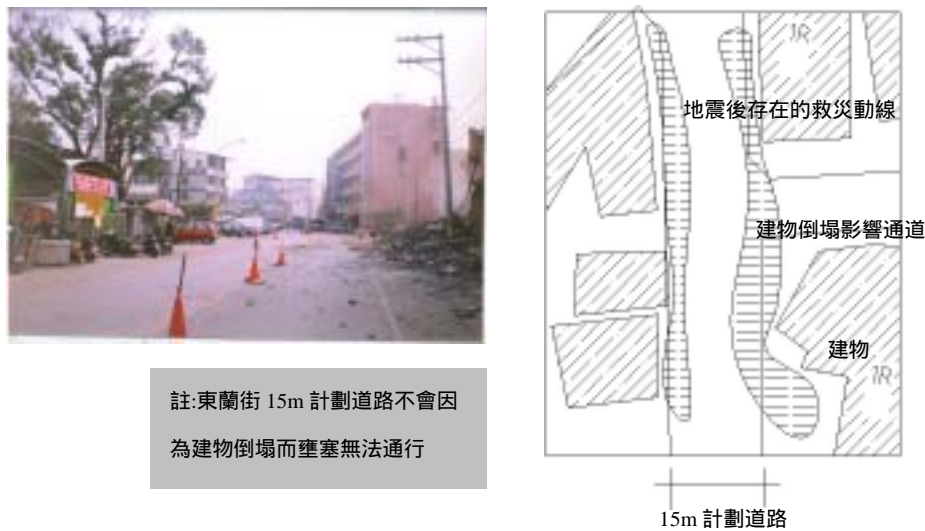 1R
地震後存在的救災動線
建物倒塌影響通道
建物
1R
註:東蘭街 15m 計劃道路不會因
為建物倒塌而壅塞無法通行
15m 計劃道路